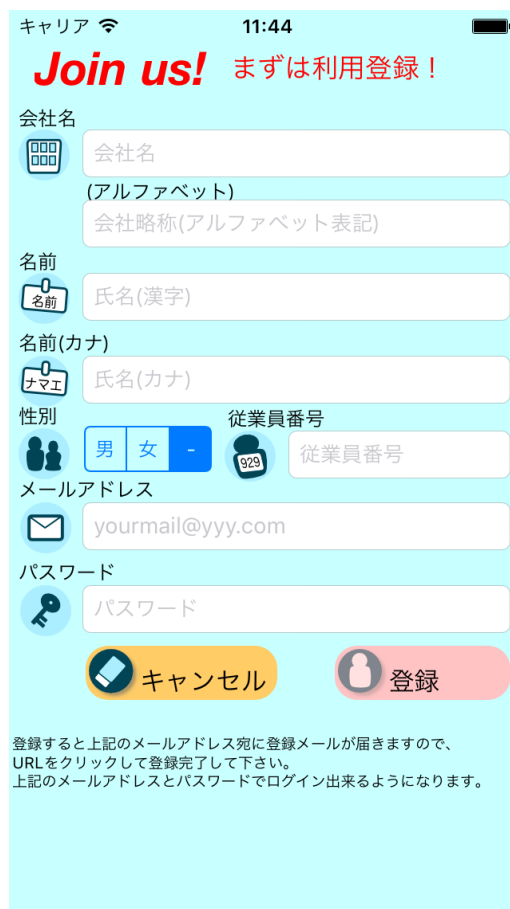 キャリア 11:44
Join us! まずは利用登録！
会社名
会社名
(アルファベット)
会社略称(アルファベット表記)
名前
名前
氏名(漢字)
名前(カナ)
ナマエ
氏名(カナ)
性別 従業員番号
男 女 - 929 従業員番号
メールアドレス
yourmail@yyy.com
パスワード
パスワード
キャンセル 登録
登録すると上記のメールアドレス宛に登録メールが届きますので、
URLをクリックして登録完了して下さい。
上記のメールアドレスとパスワードでログイン出来るようになります。